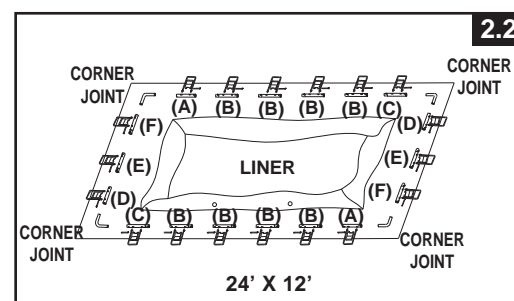 2.2
CORNER
JOINT
CORNER
JOINT
(A) (B) (B) (B) (B) (C)
(F) (D)
(E) LINER (E)
(D) (F)
(C) (B) (B) (B) (B) (A)
CORNER
JOINT
CORNER
JOINT
24’ X 12’